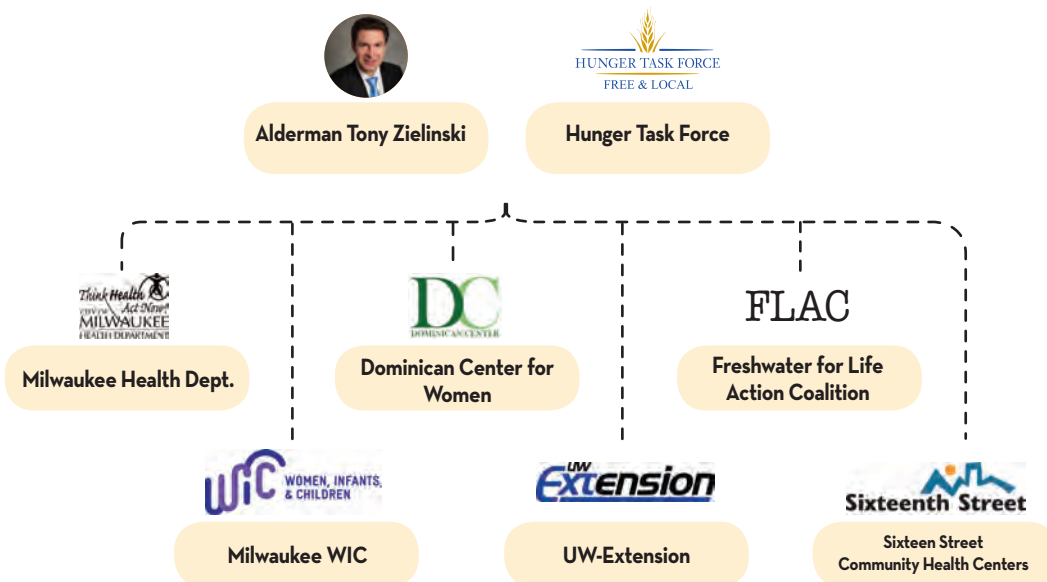 HUNGER TASK FORCE
FREE & LOCAL
Alderman Tony Zielinski
Hunger Task Force
Think Health
Act Now!
CITY OF
MILWAUKEE
HEALTH DEPARTMENT
DC
DOMINICAN CENTER
FLAC
Milwaukee Health Dept.
Dominican Center for
Women
Freshwater for Life
Action Coalition
WiC WOMEN, INFANTS,
& CHILDREN
UW
Extension
Sixteenth Street
Milwaukee WIC
UW-Extension
Sixteen Street
Community Health Centers